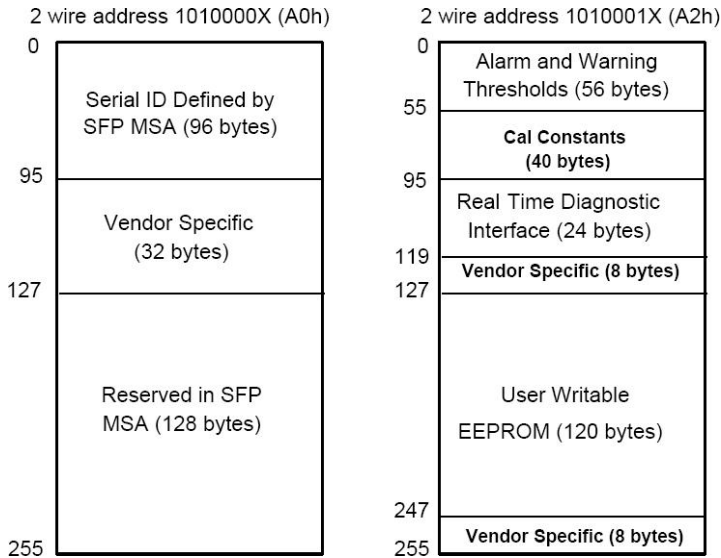 2 wire address 1010000X (A0h)
0
Serial ID Defined by
SFP MSA (96 bytes)
95
Vendor Specific
(32 bytes)
127
Reserved in SFP
MSA (128 bytes)
255
2 wire address 1010001X (A2h)
0
Alarm and Warning
Thresholds (56 bytes)
55
Cal Constants
(40 bytes)
95
Real Time Diagnostic
Interface (24 bytes)
119
Vendor Specific (8 bytes)
127
User Writable
EEPROM (120 bytes)
247
Vendor Specific (8 bytes)
255